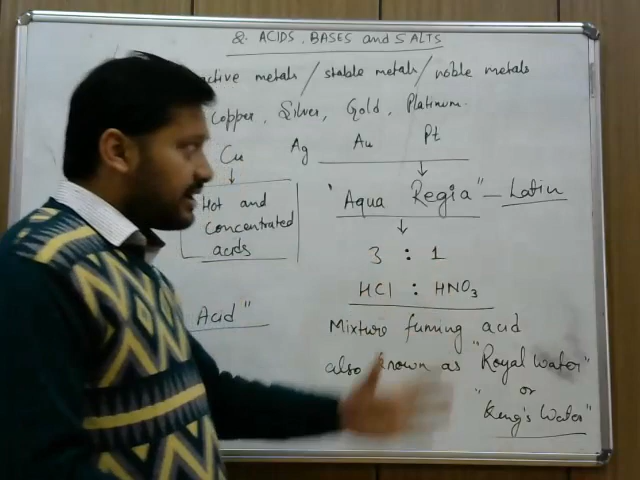 2. ACIDS, BASES and SALTS
active metals / stable metals / noble metals
Copper, Silver, Gold, Platinum.
Cu Ag Au Pt
Hot and
concentrated
acids
"Aqua Regia" - Latin
3 : 1
HCl : HNO3
Acid"
Mixture fuming acid
also known as "Royal water"
or
"King's Water"